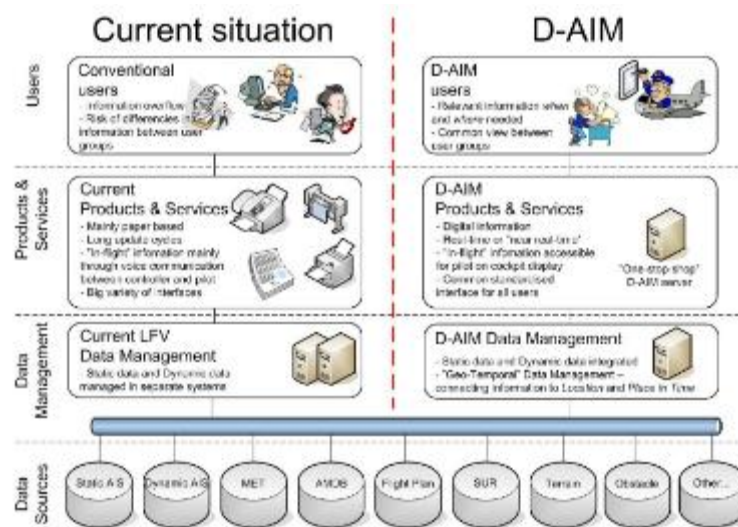 Current situation
D-AIM
Users
Conventional
users
- Information overflow
- Risk of differencies in
information between user
groups
D-AIM
users
- Relevant information when
and where needed
- Common view between
user groups
Products &
Services
Current
Products & Services
- Mainly paper based
- Long update cycles
- "In-flight" infomation mainly
through voice communication
between controller and pilot
- Big variety of interfaces
D-AIM
Products & Services
- Digital information
- Real-time or "near real-time"
- "In-flight" infomation accessible
for pilot on cockpit display
- Common standardised
interface for all users
"One-stop shop"
D-AIM server
Data
Management
Current LFV
Data Management
- Static data and Dynamic data
managed in separate systems
D-AIM Data Management
- Static data and Dynamic data integrated
- "Geo-Temporal" Data Management –
connecting information to Location and Place in Time
Data
Sources
Static AIS
Dynamic AIS
MET
AMDB
Flight Plan
SUR
Terrain
Obstacle
Other...